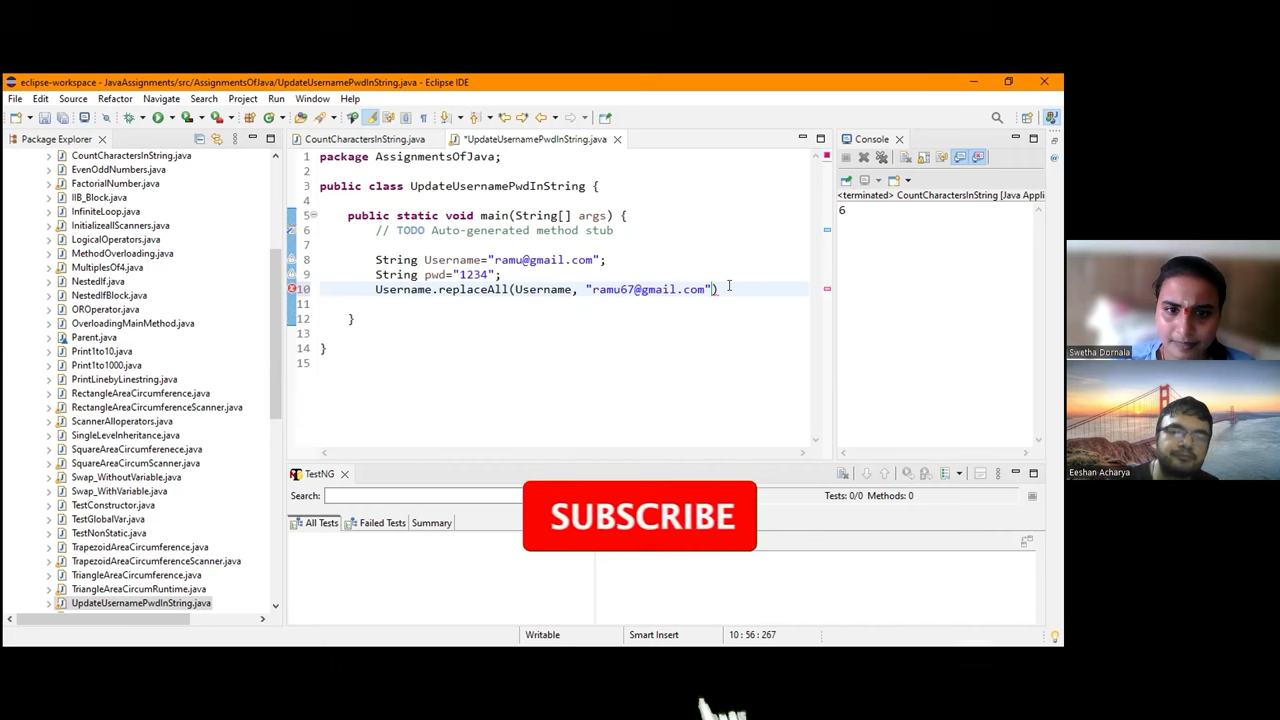 eclipse-workspace - JavaAssignments/src/AssignmentsOfJava/UpdateUsernamePwdInString.java - Eclipse IDE
File Edit Source Refactor Navigate Search Project Run Window Help
Package Explorer
CountCharactersInString.java
*UpdateUsernamePwdInString.java
Console
CountCharactersInString.java
EvenOddNumbers.java
FactorialNumber.java
IIB_Block.java
InfiniteLoop.java
InitializeallScanners.java
LogicalOperators.java
MethodOverloading.java
MultiplesOf4.java
NestedIf.java
NestedIfBlock.java
OROperator.java
OverloadingMainMethod.java
Parent.java
Print1to10.java
Print1to1000.java
PrintLinebyLinestring.java
RectangleAreaCircumference.java
RectangleAreaCircumferenceScanner.java
ScannerAlloperators.java
SingleLevelInheritance.java
SquareAreaCircumferenece.java
SquareAreaCircumScanner.java
Swap_WithoutVariable.java
Swap_WithVariable.java
TestConstructor.java
TestGlobalVar.java
TestNonStatic.java
TrapezoidAreaCircumference.java
TrapezoidAreaCircumferenceScanner.java
TriangleAreaCircumference.java
TriangleAreaCircumRuntime.java
UpdateUsernamePwdInString.java
1 package AssignmentsOfJava;
2
3 public class UpdateUsernamePwdInString {
4
5 public static void main(String[] args) {
6 // TODO Auto-generated method stub
7
8 String Username="ramu@gmail.com";
9 String pwd="1234";
10 Username.replaceAll(Username, "ramu67@gmail.com")
11
12 }
13
14 }
15
<terminated> CountCharactersInString [Java Appli
6
TestNG
Search:
Tests: 0/0 Methods: 0
All Tests Failed Tests Summary
SUBSCRIBE
Writable Smart Insert 10 : 56 : 267
Swetha Dornala
Eeshan Acharya